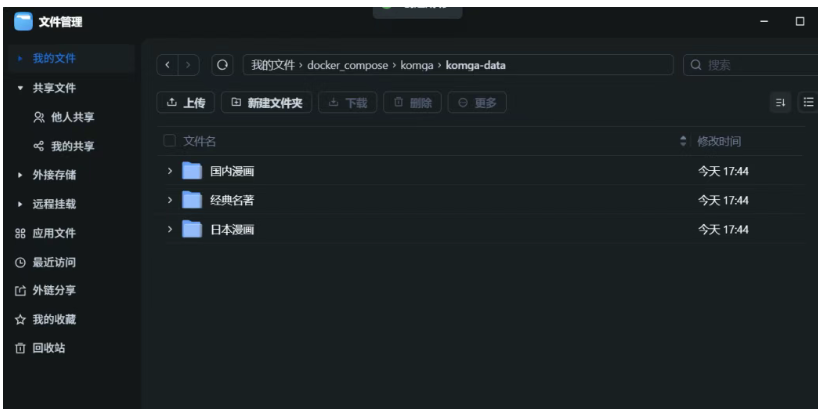 文件管理
我的文件
共享文件
他人共享
我的共享
外接存储
远程挂载
应用文件
最近访问
外链分享
我的收藏
回收站
我的文件 › docker_compose › komga › komga-data
搜索
上传 新建文件夹 下载 删除 更多
文件名 修改时间
国内漫画 今天 17:44
经典名著 今天 17:44
日本漫画 今天 17:44